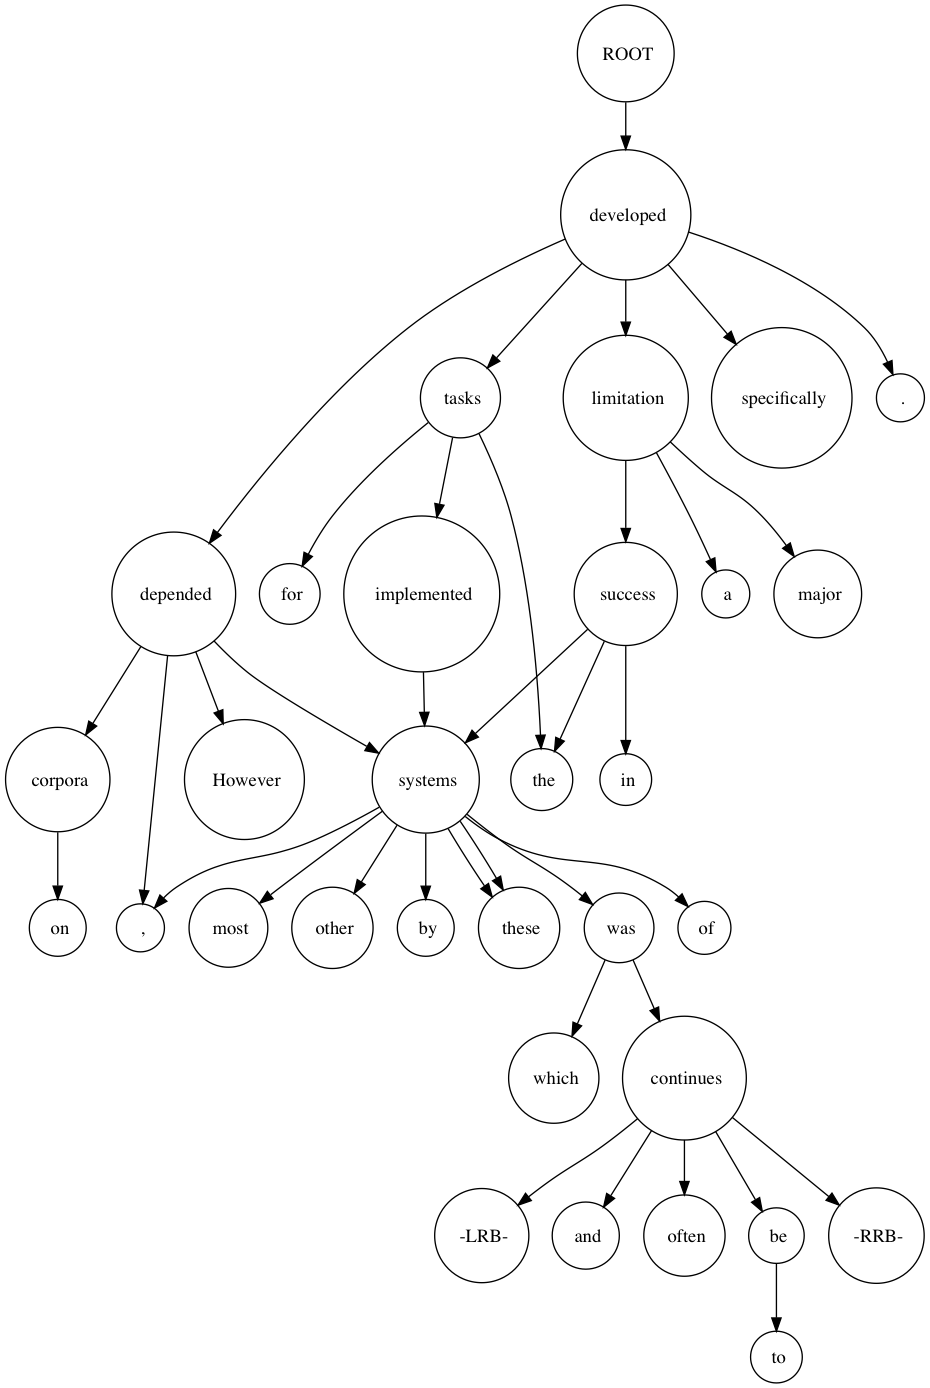 ROOT
developed
tasks
limitation
specifically
.
depended
for
implemented
success
a
major
corpora
However
systems
the
in
on
,
most
other
by
these
was
of
which
continues
-LRB-
and
often
be
-RRB-
to